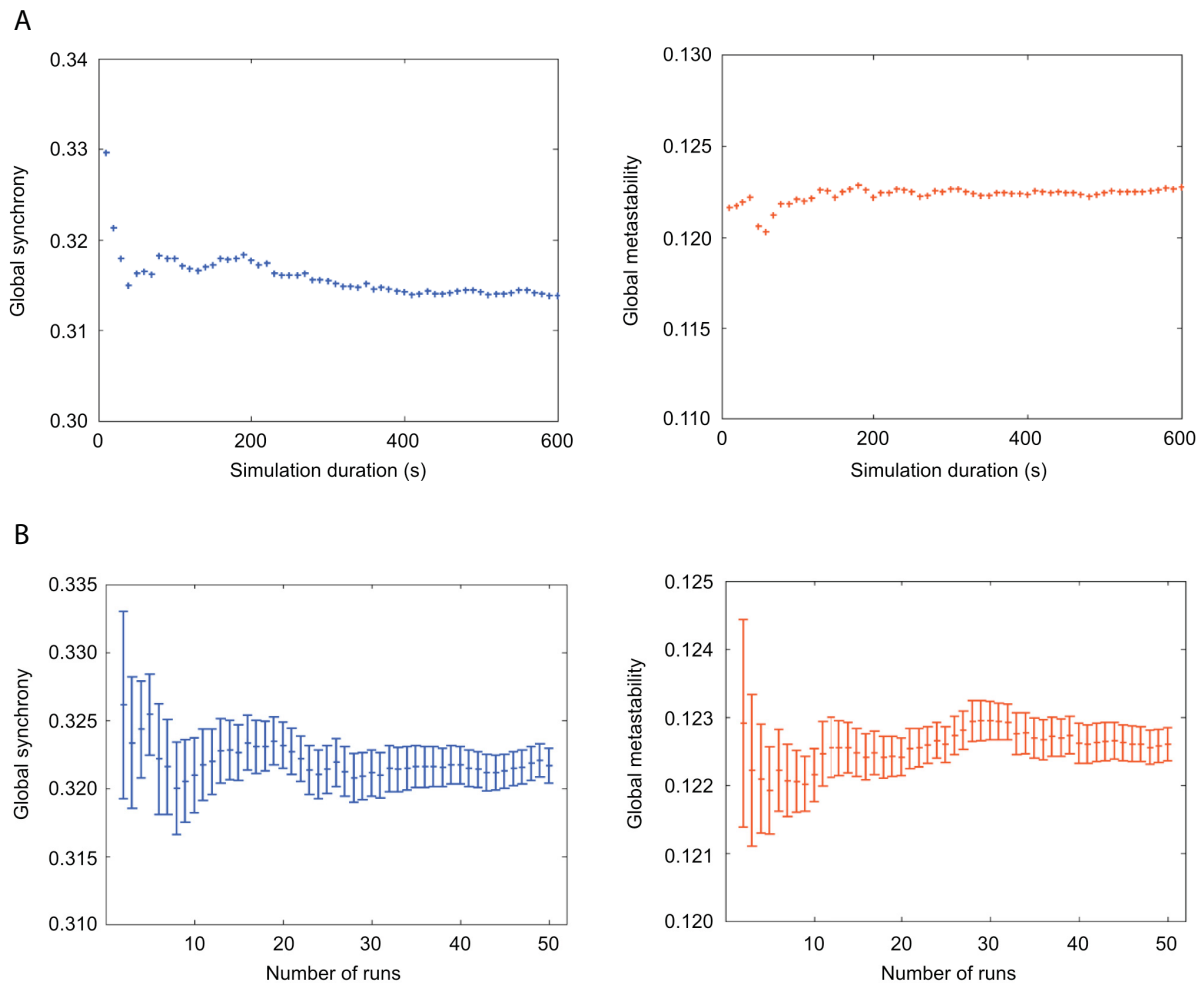 A
0.34
0.33
0.32
0.31
0.30
Global synchrony
0 200 400 600
Simulation duration (s)
0.130
0.125
0.120
0.115
0.110
Global metastability
0 200 400 600
Simulation duration (s)
B
0.335
0.330
0.325
0.320
0.315
0.310
Global synchrony
10 20 30 40 50
Number of runs
0.125
0.124
0.123
0.122
0.121
0.120
Global metastability
10 20 30 40 50
Number of runs